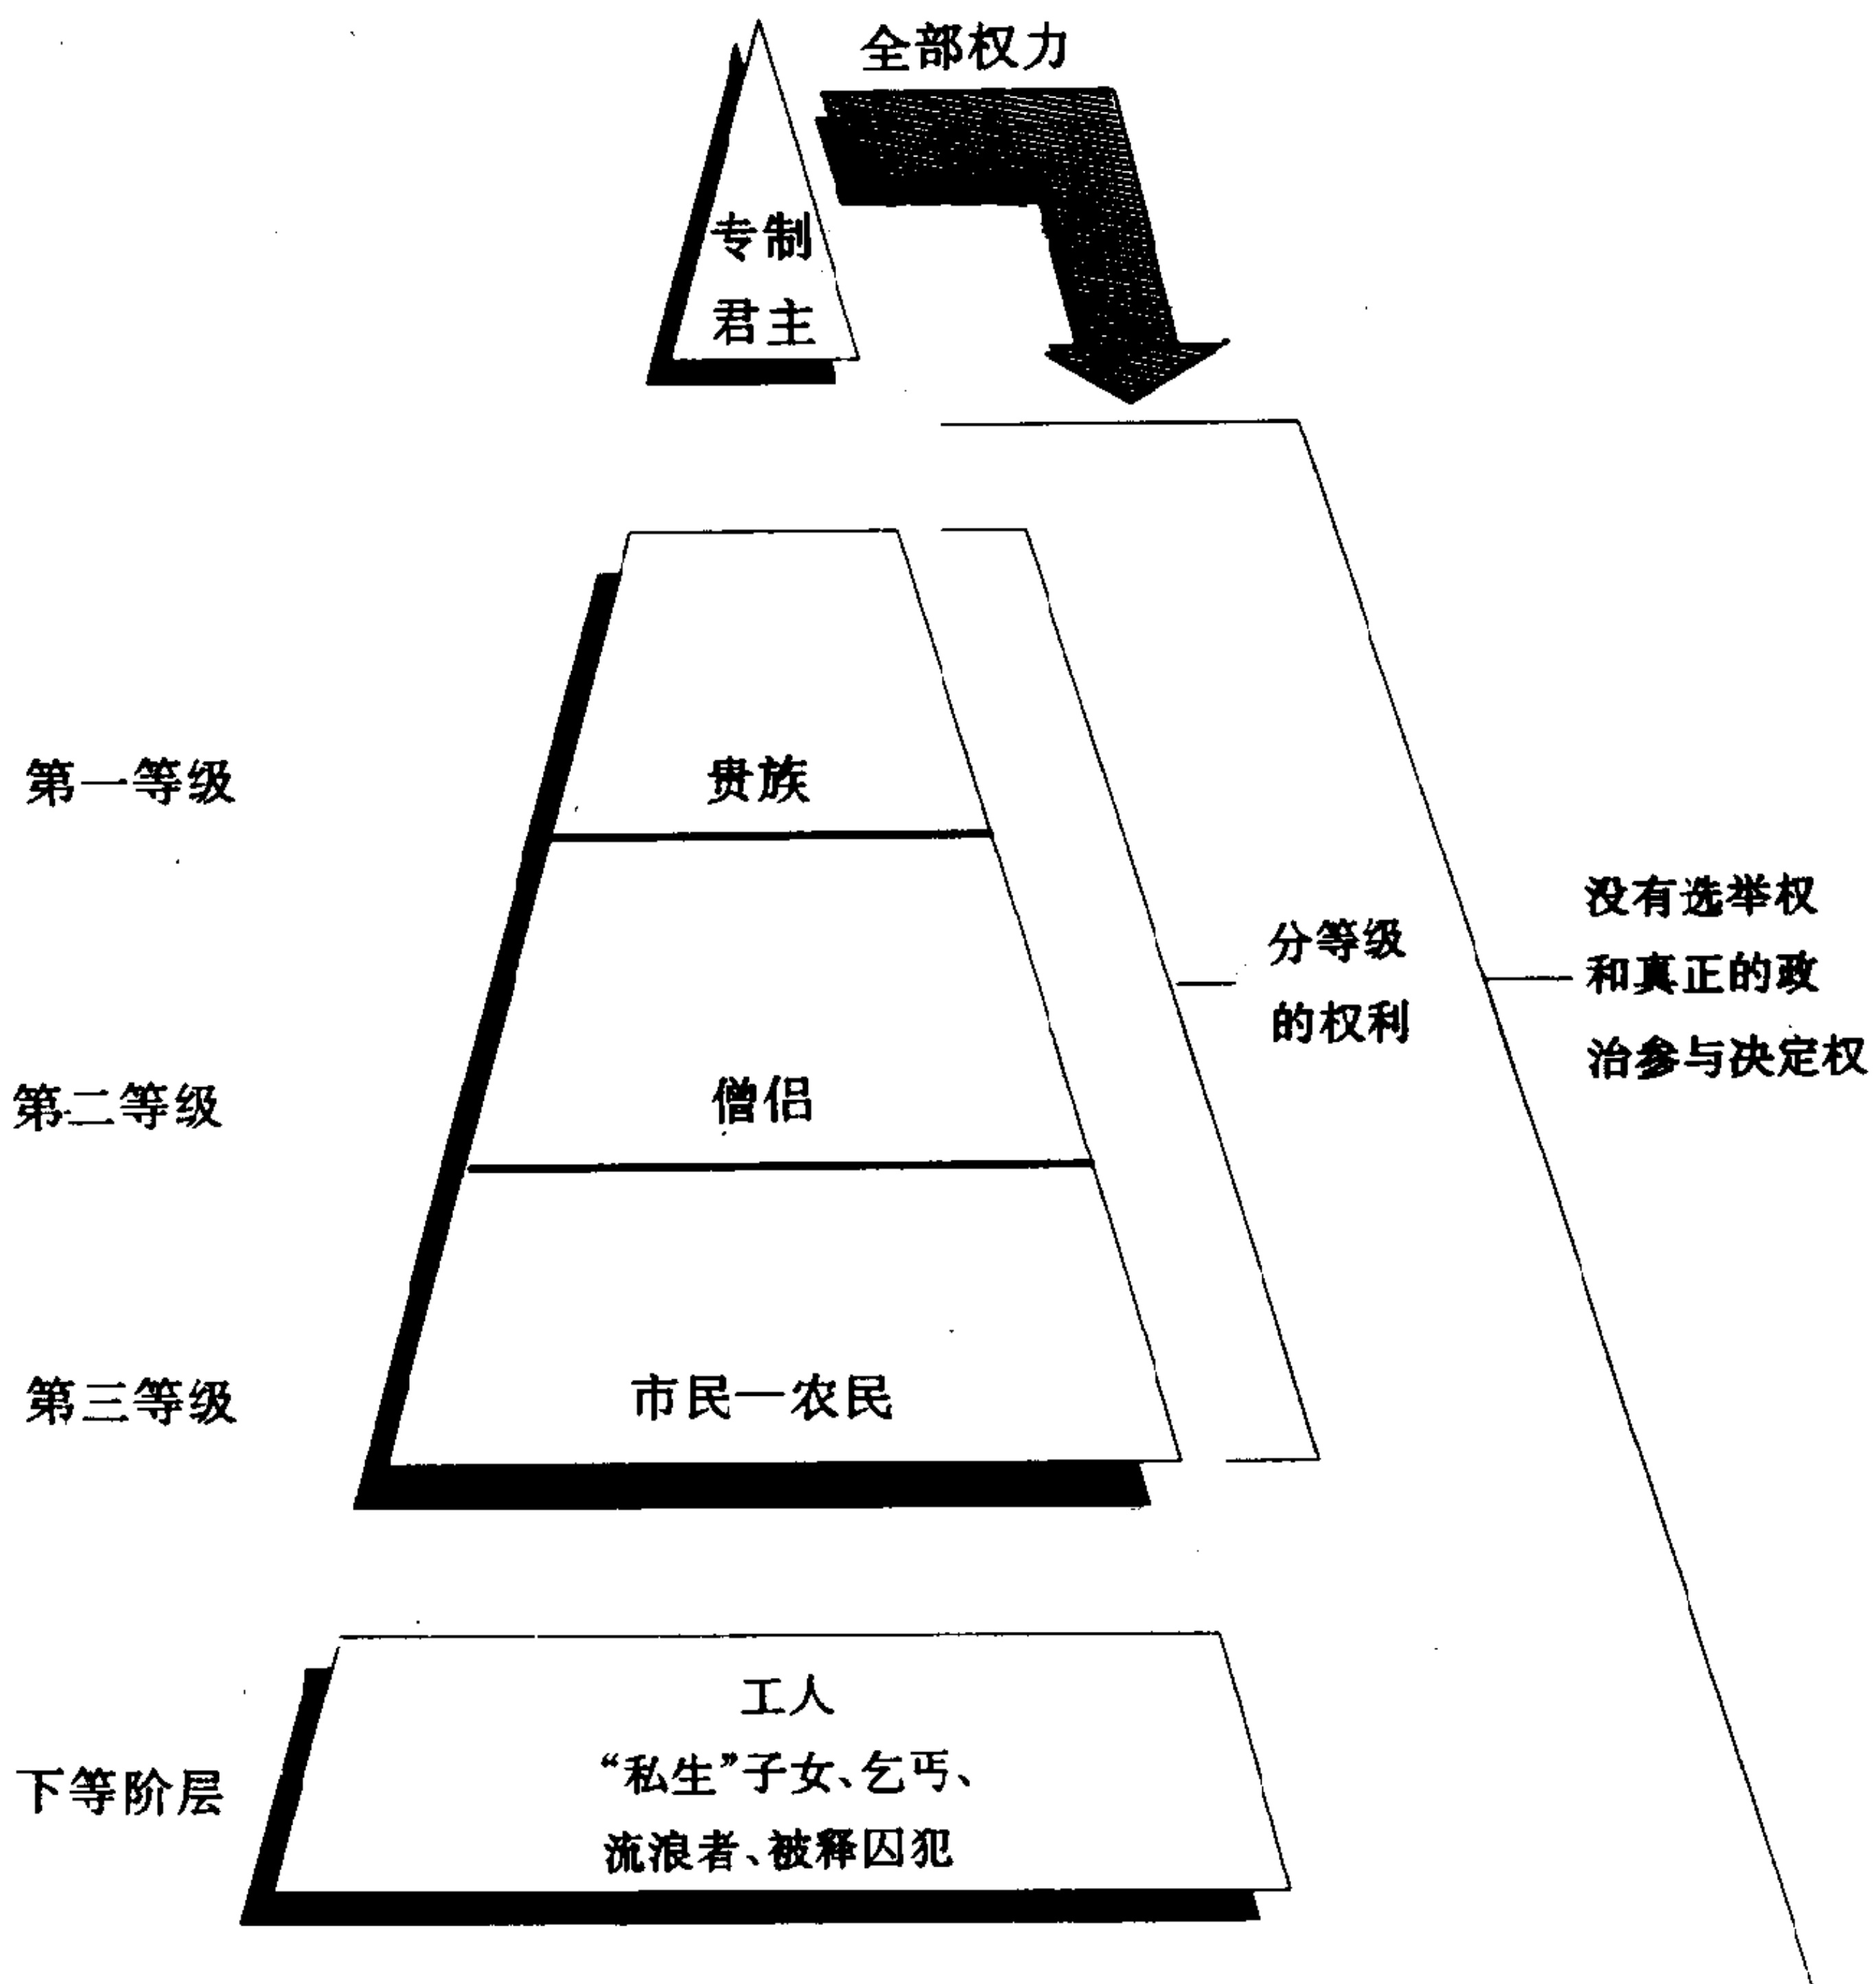 全部权力
专制
君主
第一等级
贵族
分等级
的权利
没有选举权
和真正的政
治参与决定权
第二等级
僧侣
第三等级
市民—农民
下等阶层
工人
“私生”子女、乞丐、
流浪者、被释囚犯